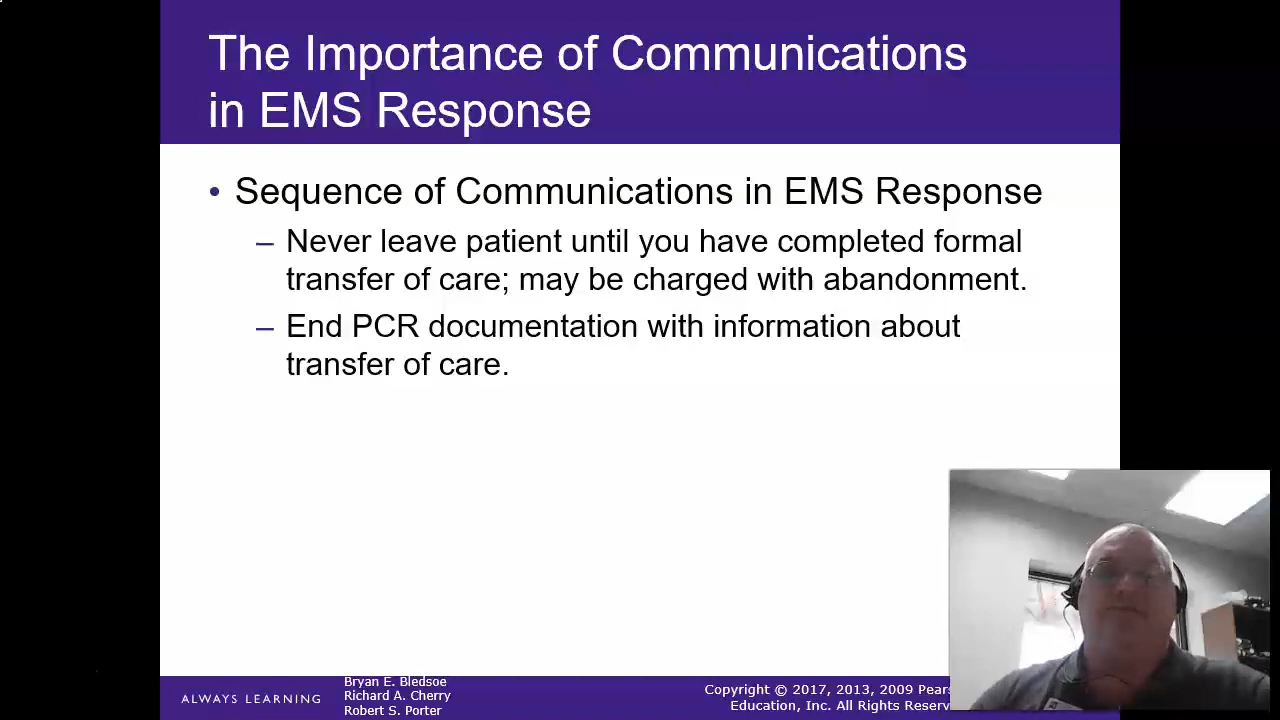 The Importance of Communications
in EMS Response
• Sequence of Communications in EMS Response
– Never leave patient until you have completed formal
transfer of care; may be charged with abandonment.
– End PCR documentation with information about
transfer of care.
ALWAYS LEARNING
Bryan E. Bledsoe
Richard A. Cherry
Robert S. Porter
Copyright © 2017, 2013, 2009
Education, Inc. All Rights